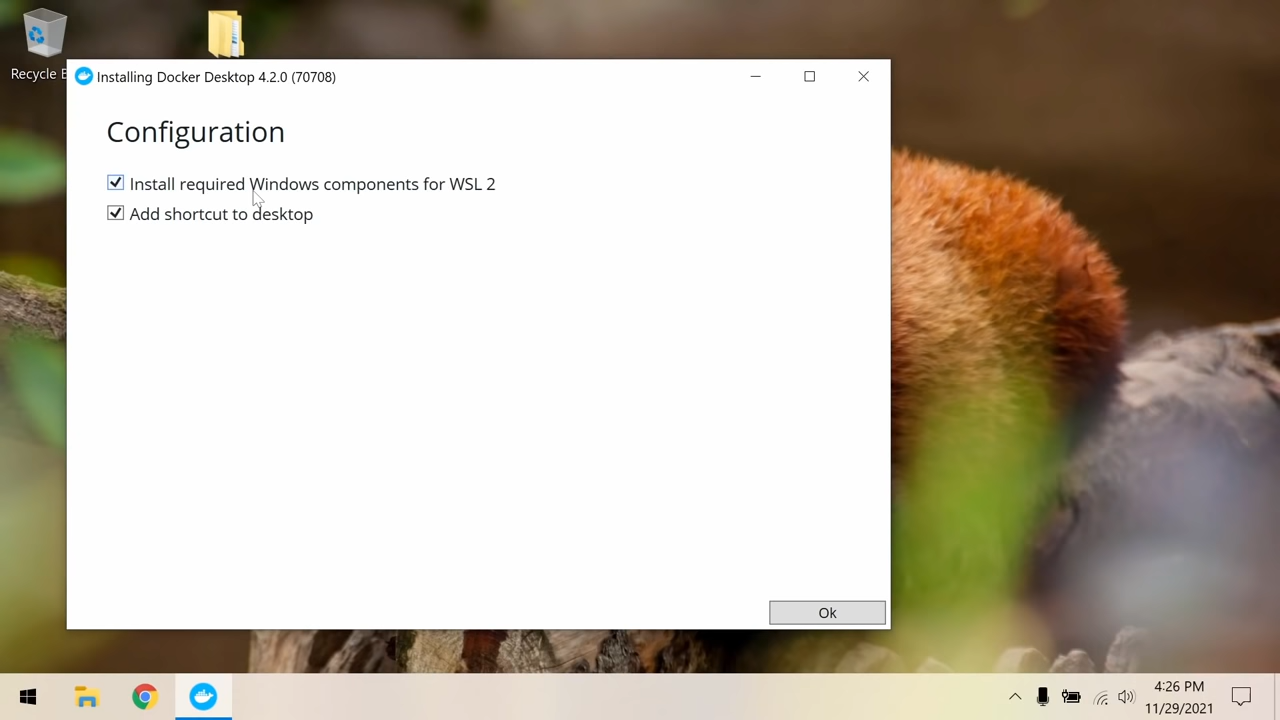 Recycle B
Installing Docker Desktop 4.2.0 (70708)
Configuration
Install required Windows components for WSL 2
Add shortcut to desktop
Ok
4:26 PM
11/29/2021